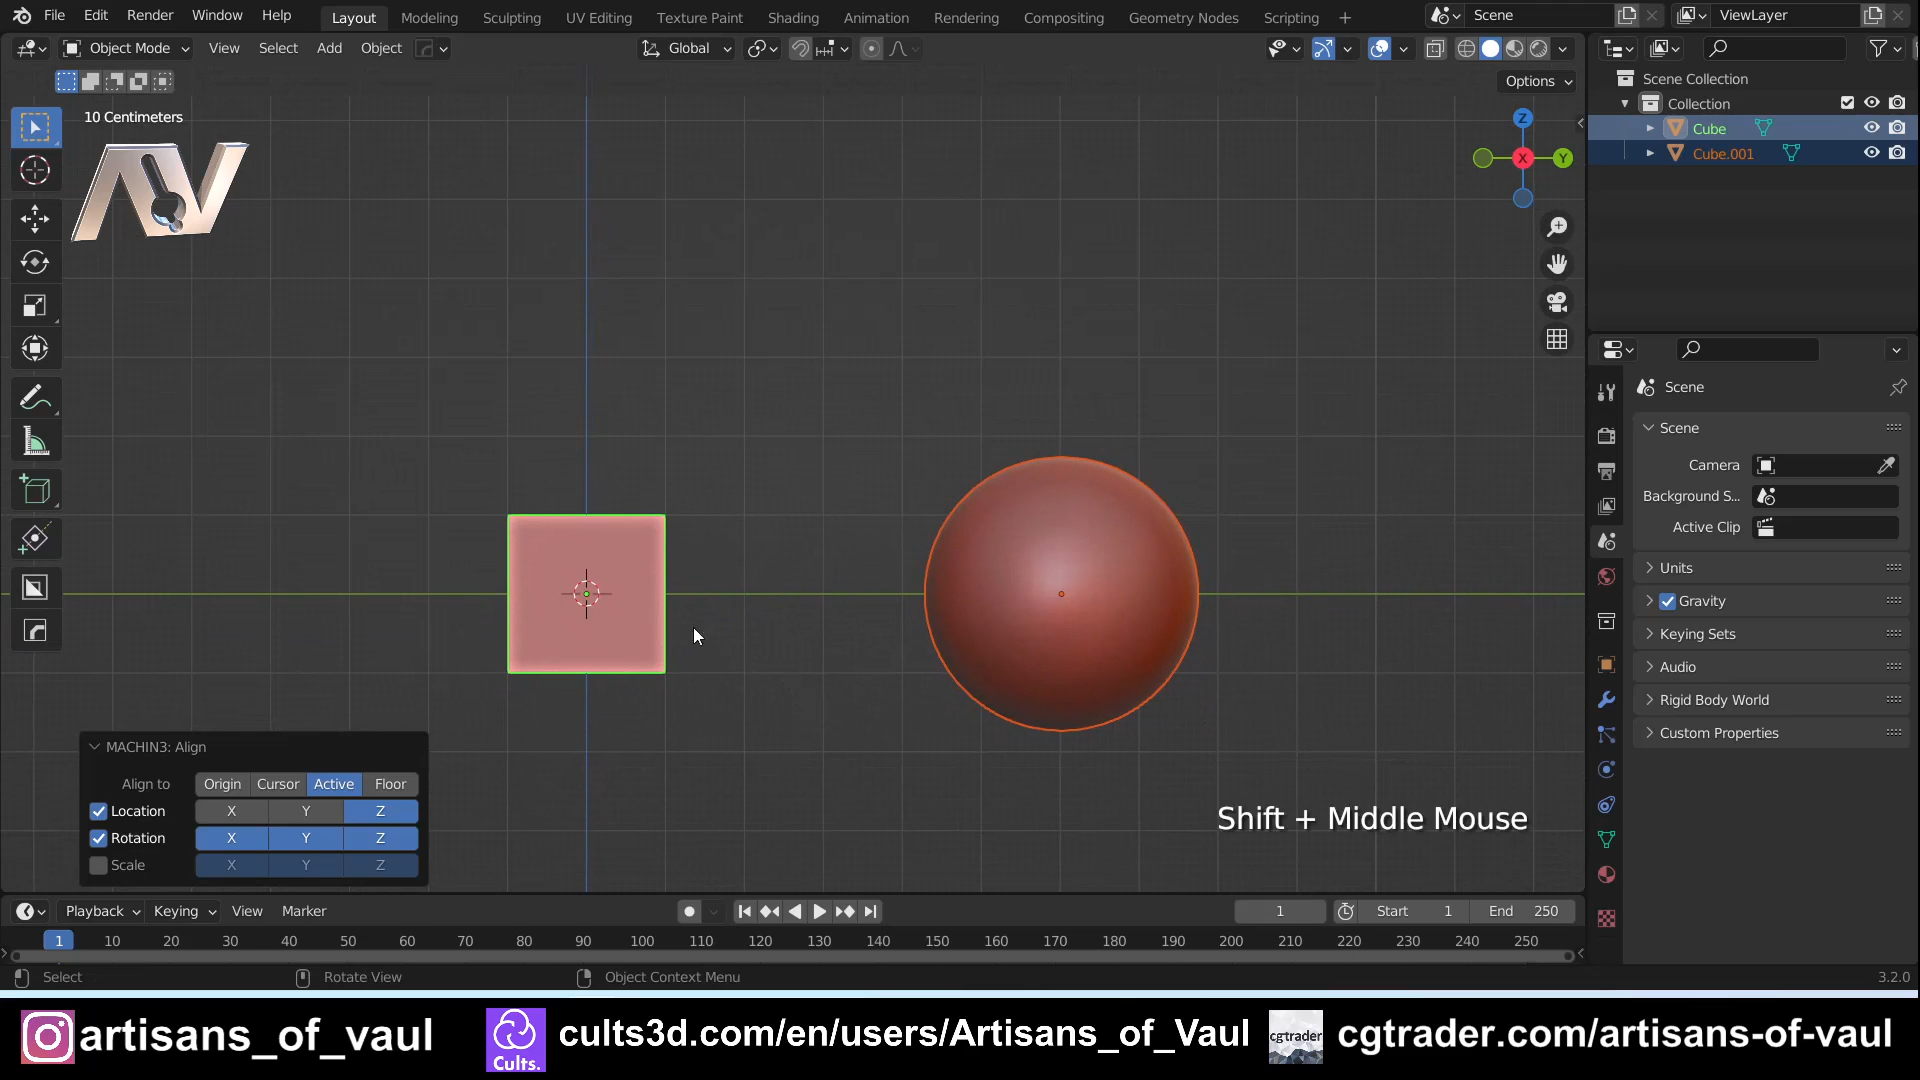 File Edit Render Window Help Layout Modeling Sculpting UV Editing Texture Paint Shading Animation Rendering Compositing Geometry Nodes Scripting + Scene ViewLayer
Object Mode View Select Add Object Global
Options
10 Centimeters
AV
Z
X
Y
Scene Collection
Collection
Cube
Cube.001
Scene
Scene
Camera
Background S...
Active Clip
Units
Gravity
Keying Sets
Audio
Rigid Body World
Custom Properties
MACHIN3: Align
Align to Origin Cursor Active Floor
Location X Y Z
Rotation X Y Z
Scale X Y Z
Shift + Middle Mouse
Playback Keying View Marker 1 Start 1 End 250
1 10 20 30 40 50 60 70 80 90 100 110 120 130 140 150 160 170 180 190 200 210 220 230 240 250
Select Rotate View Object Context Menu 3.2.0
artisans_of_vaul Cults. cults3d.com/en/users/Artisans_of_Vaul cgtrader cgtrader.com/artisans-of-vaul